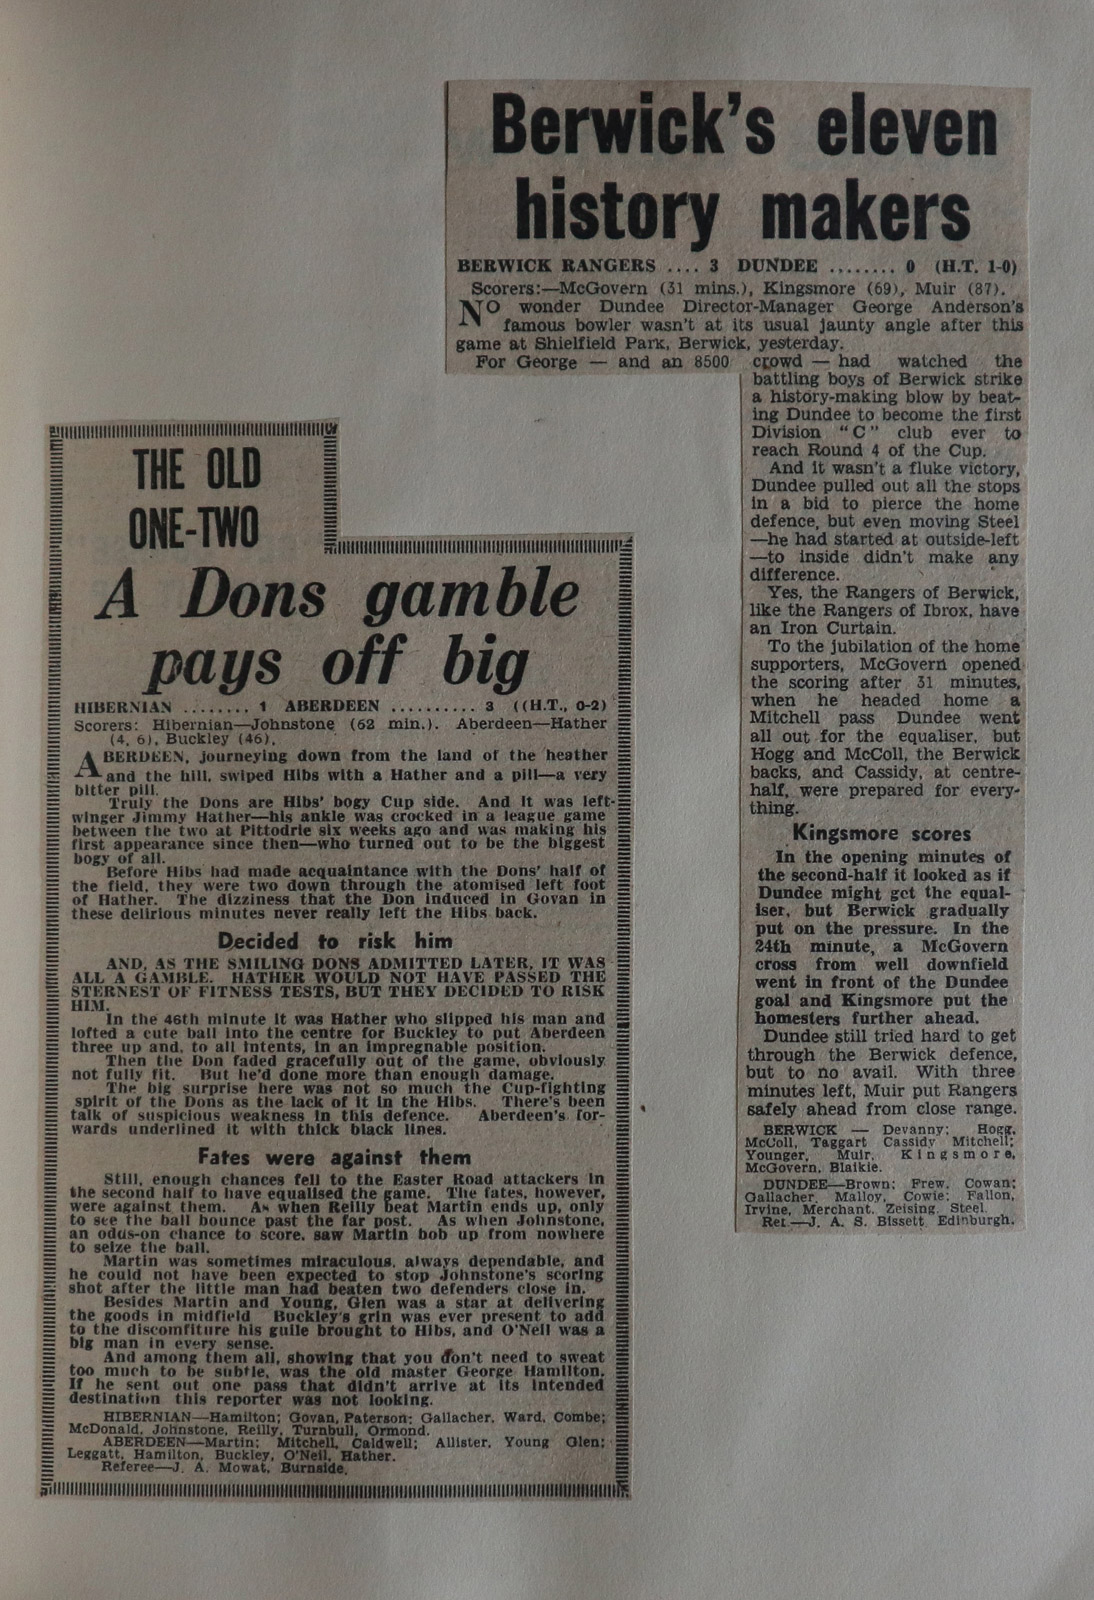 Berwick's eleven
history makers
BERWICK RANGERS .... 3 DUNDEE ........ 0 (H.T. 1-0)
Scorers:—McGovern (31 mins.), Kingsmore (69), Muir (87).
NO wonder Dundee Director-Manager George Anderson's
famous bowler wasn't at its usual jaunty angle after this
game at Shielfield Park, Berwick, yesterday.
For George — and an 8500 crowd — had watched the
battling boys of Berwick strike
a history-making blow by beat-
ing Dundee to become the first
Division "C" club ever to
reach Round 4 of the Cup.
And it wasn't a fluke victory,
Dundee pulled out all the stops
in a bid to pierce the home
defence, but even moving Steel
—he had started at outside-left
—to inside didn't make any
difference.
Yes, the Rangers of Berwick,
like the Rangers of Ibrox, have
an Iron Curtain.
To the jubilation of the home
supporters, McGovern opened
the scoring after 31 minutes,
when he headed home a
Mitchell pass Dundee went
all out for the equaliser, but
Hogg and McColl, the Berwick
backs, and Cassidy, at centre-
half, were prepared for every-
thing.
Kingsmore scores
In the opening minutes of
the second-half it looked as if
Dundee might get the equal-
iser, but Berwick gradually
put on the pressure. In the
24th minute, a McGovern
cross from well downfield
went in front of the Dundee
goal and Kingsmore put the
homesters further ahead.
Dundee still tried hard to get
through the Berwick defence,
but to no avail. With three
minutes left, Muir put Rangers
safely ahead from close range.
BERWICK — Devanny; Hogg,
McColl, Taggart Cassidy Mitchell;
Younger, Muir, Kingsmore,
McGovern, Blaikie.
DUNDEE—Brown; Frew, Cowan;
Gallacher, Malloy, Cowie; Fallon,
Irvine, Merchant, Zeising, Steel.
Ret.—J. A. S. Bissett, Edinburgh.
THE OLD
ONE-TWO
A Dons gamble
pays off big
HIBERNIAN ........ 1 ABERDEEN .......... 3 ((H.T., 0-2)
Scorers: Hibernian—Johnstone (62 min.). Aberdeen—Hather
(4, 6), Buckley (46).
ABERDEEN, journeying down from the land of the heather
and the hill, swiped Hibs with a Hather and a pill—a very
bitter pill.
Truly the Dons are Hibs' bogy Cup side. And it was left-
winger Jimmy Hather—his ankle was crocked in a league game
between the two at Pittodrie six weeks ago and was making his
first appearance since then—who turned out to be the biggest
bogy of all.
Before Hibs had made acquaintance with the Dons' half of
the field, they were two down through the atomised left foot
of Hather. The dizziness that the Don induced in Govan in
these delirious minutes never really left the Hibs back.
Decided to risk him
AND, AS THE SMILING DONS ADMITTED LATER, IT WAS
ALL A GAMBLE. HATHER WOULD NOT HAVE PASSED THE
STERNEST OF FITNESS TESTS, BUT THEY DECIDED TO RISK
HIM.
In the 46th minute it was Hather who slipped his man and
lofted a cute ball into the centre for Buckley to put Aberdeen
three up and, to all intents, in an impregnable position.
Then the Don faded gracefully out of the game, obviously
not fully fit. But he'd done more than enough damage.
The big surprise here was not so much the Cup-fighting
spirit of the Dons as the lack of it in the Hibs. There's been
talk of suspicious weakness in this defence. Aberdeen's for-
wards underlined it with thick black lines.
Fates were against them
Still, enough chances fell to the Easter Road attackers in
the second half to have equalised the game. The fates, however,
were against them. As when Reilly beat Martin ends up, only
to see the ball bounce past the far post. As when Johnstone,
an odds-on chance to score, saw Martin bob up from nowhere
to seize the ball.
Martin was sometimes miraculous, always dependable, and
he could not have been expected to stop Johnstone's scoring
shot after the little man had beaten two defenders close in.
Besides Martin and Young, Glen was a star at delivering
the goods in midfield Buckley's grin was ever present to add
to the discomfiture his guile brought to Hibs, and O'Neil was a
big man in every sense.
And among them all, showing that you don't need to sweat
too much to be subtle, was the old master George Hamilton.
If he sent out one pass that didn't arrive at its intended
destination this reporter was not looking.
HIBERNIAN—Hamilton; Govan, Paterson; Gallacher, Ward, Combe;
McDonald, Johnstone, Reilly, Turnbull, Ormond.
ABERDEEN—Martin; Mitchell, Caldwell; Allister, Young Glen;
Leggatt, Hamilton, Buckley, O'Neil, Hather.
Referee—J. A. Mowat, Burnside.